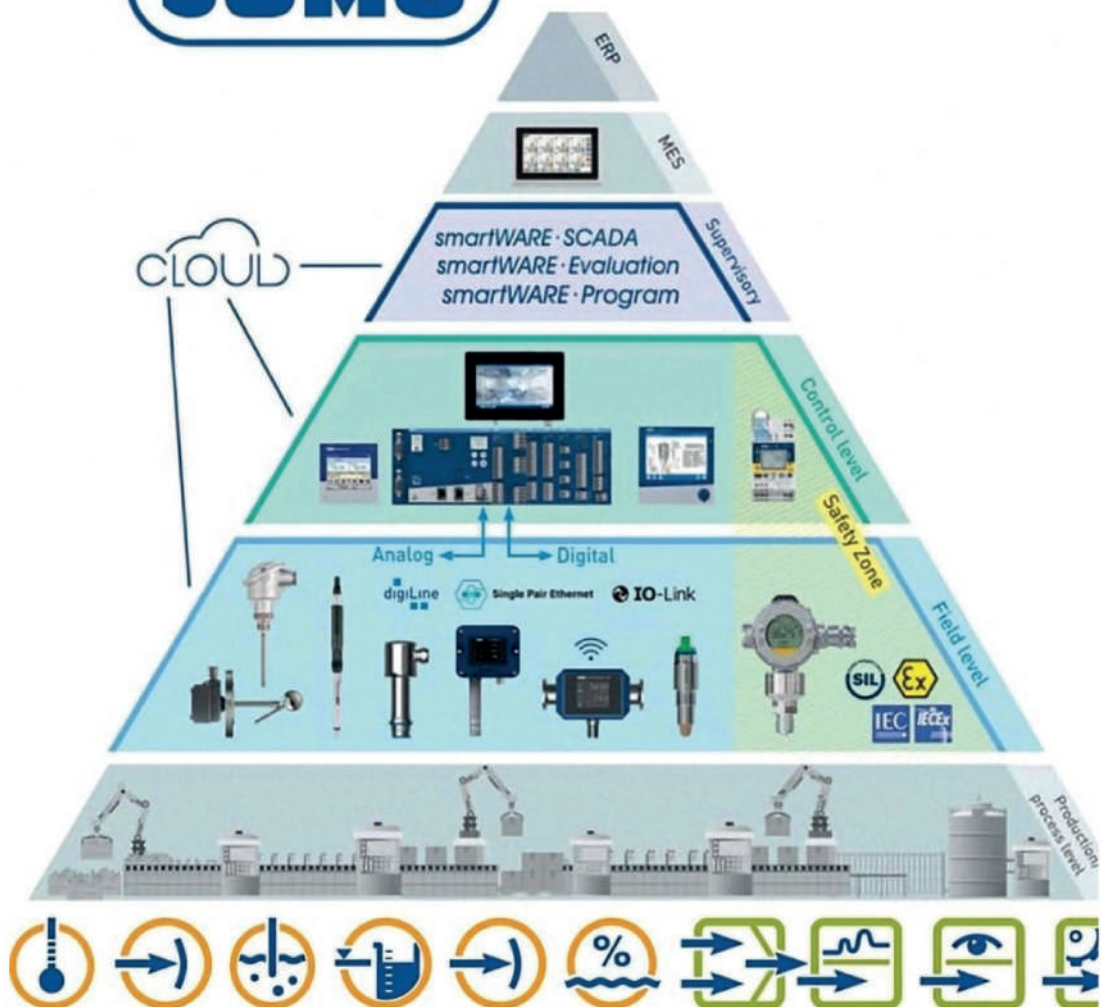 JUMO
ERP
MES
CLOUD
smartWARE·SCADA
smartWARE·Evaluation
smartWARE·Program
Supervisory
Control level
Safety Zone
Analog
Digital
digiLine
Single Pair Ethernet
IO-Link
Field level
SIL
Ex
IEC
IECEx
Production/
process level
%